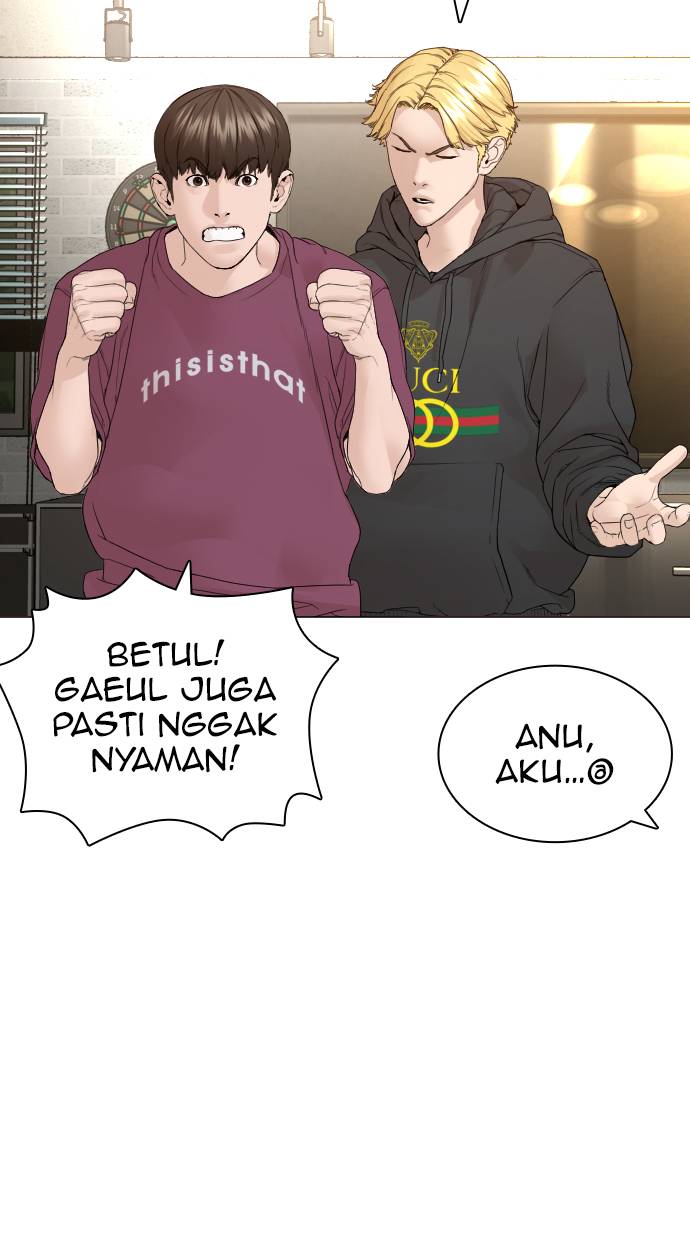 thisisthat
UCI
BETUL!
GAEUL JUGA
PASTI NGGAK
NYAMAN!
ANU,
AKU...@